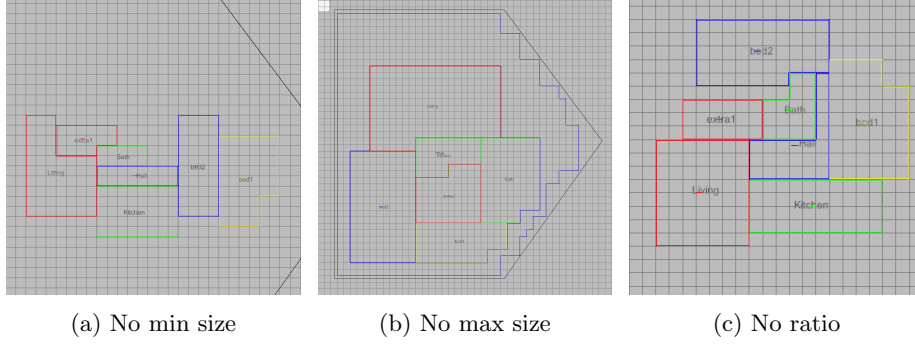 extra1
Bath
Living
Hall
bed2
bed1
Kitchen
Living
Bath
bed2
bed1
bed2
extra1
Bath
bed1
Hall
Living
Kitchen
(a) No min size
(b) No max size
(c) No ratio